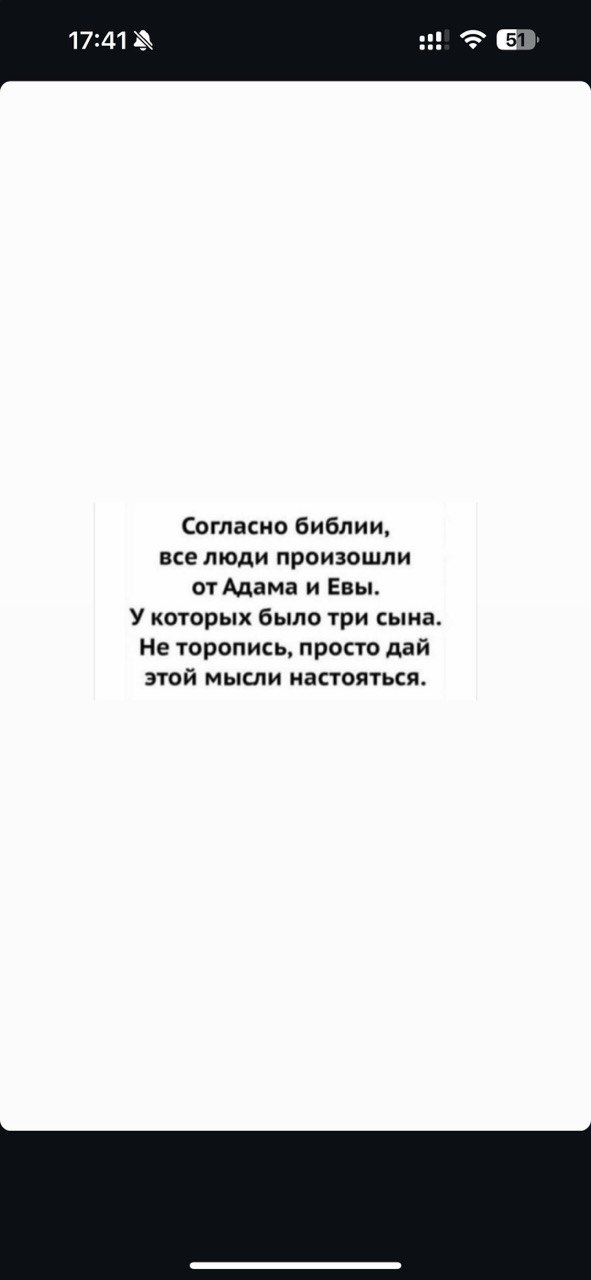 17:41
51
Согласно библии,
все люди произошли
от Адама и Евы.
У которых было три сына.
Не торопись, просто дай
этой мысли настояться.